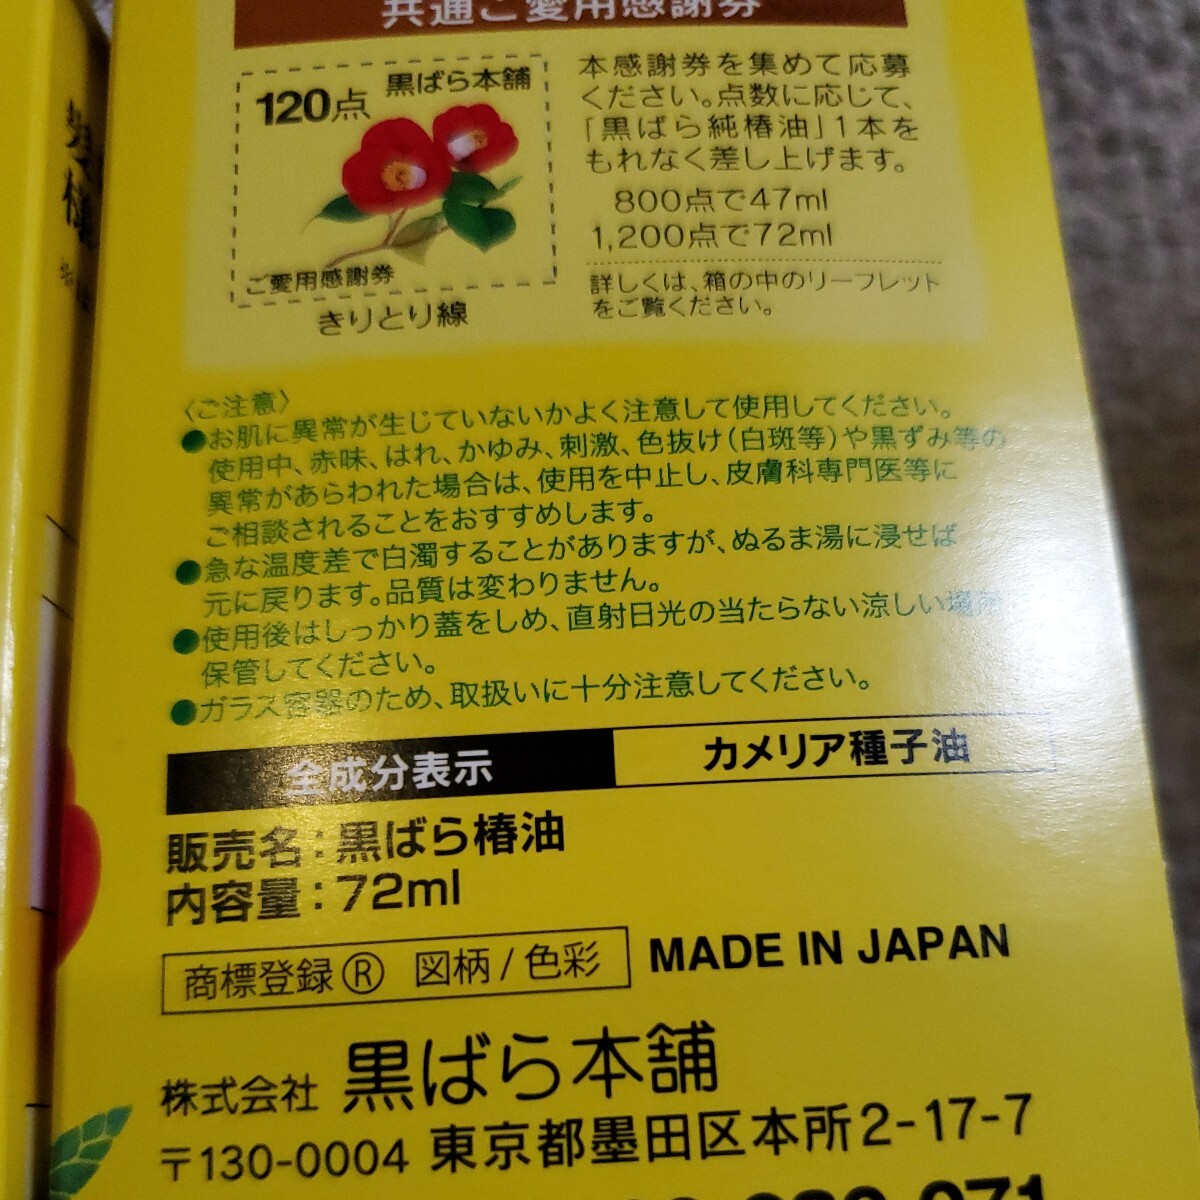 共通ご愛用感謝券
120点
黒ばら本舗
ご愛用感謝券
きりとり線
本感謝券を集めて応募
ください。点数に応じて、
「黒ばら純椿油」1本を
もれなく差し上げます。
800点で47ml
1,200点で72ml
詳しくは、箱の中のリーフレット
をご覧ください。
〈ご注意〉
●お肌に異常が生じていないかよく注意して使用してください。
使用中、赤味、はれ、かゆみ、刺激、色抜け(白斑等)や黒ずみ等の
異常があらわれた場合は、使用を中止し、皮膚科専門医等に
ご相談されることをおすすめします。
●急な温度差で白濁することがありますが、ぬるま湯に浸せば
元に戻ります。品質は変わりません。
●使用後はしっかり蓋をしめ、直射日光の当たらない涼しい場所
保管してください。
●ガラス容器のため、取扱いに十分注意してください。
全成分表示
カメリア種子油
販売名:黒ばら椿油
内容量:72ml
商標登録® 図柄/色彩
MADE IN JAPAN
株式会社 黒ばら本舗
〒130-0004 東京都墨田区本所2-17-7